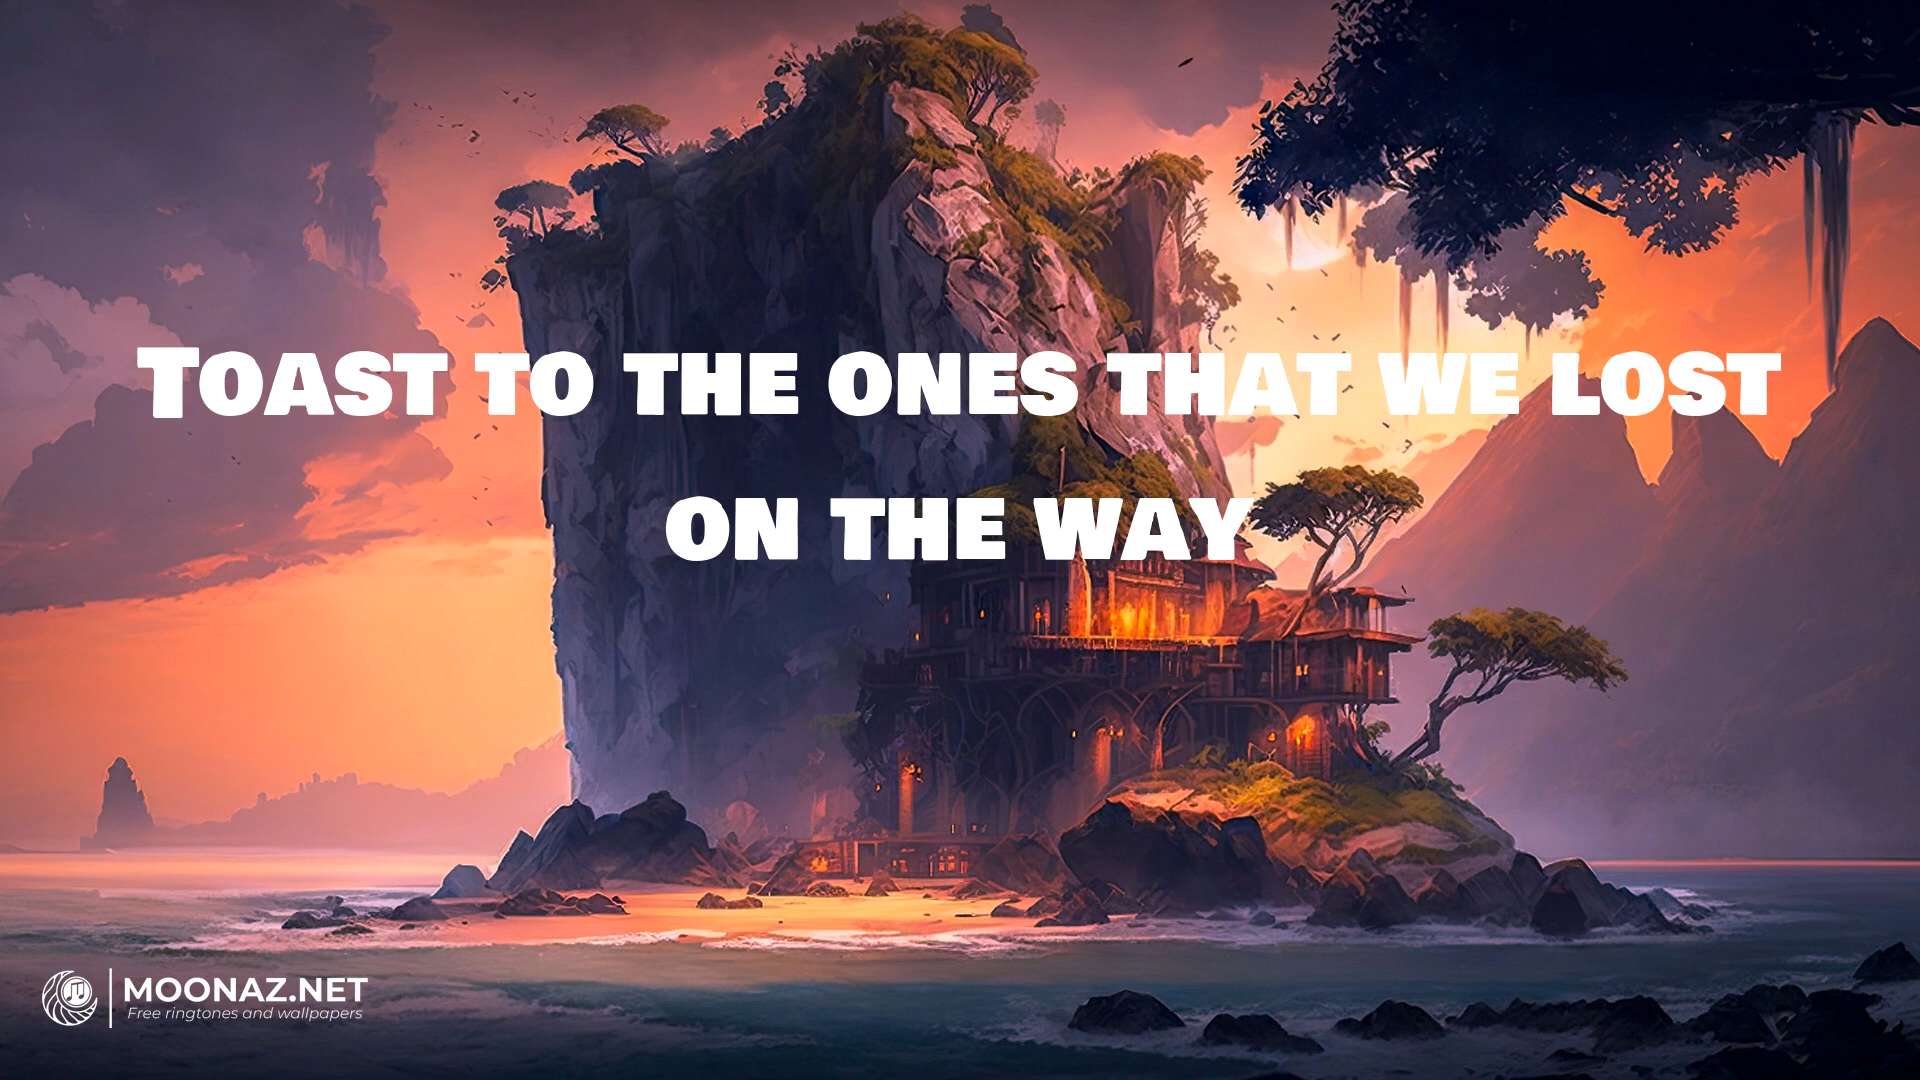 Toast to the ones that we lost
on the way
MOONAZ.NET
Free ringtones and wallpapers